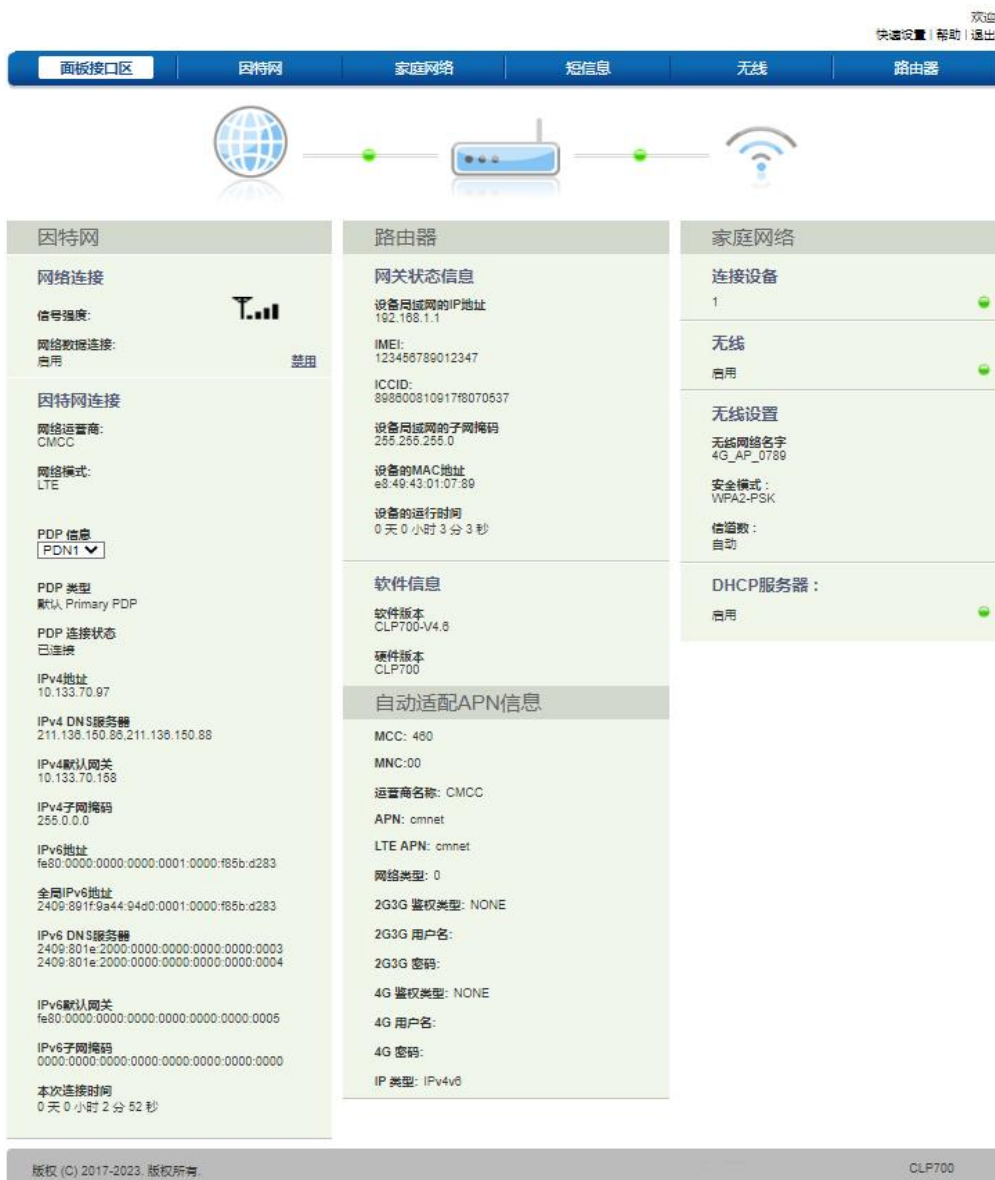 欢迎
快速设置 | 帮助 | 退出
面板接口区 因特网 家庭网络 短信息 无线 路由器
因特网
网络连接
信号强度:
网络数据连接:
启用 禁用
因特网连接
网络运营商:
CMCC
网络模式:
LTE
PDP 信息
PDN1
PDP 类型
默认 Primary PDP
PDP 连接状态
已连接
IPv4地址
10.133.70.97
IPv4 DNS服务器
211.136.150.86,211.136.150.88
IPv4默认网关
10.133.70.158
IPv4子网掩码
255.0.0.0
IPv6地址
fe80:0000:0000:0000:0001:0000:f85b:d283
全局IPv6地址
2409:891f:9a44:94d0:0001:0000:f85b:d283
IPv6 DNS服务器
2409:801e:2000:0000:0000:0000:0000:0003
2409:801e:2000:0000:0000:0000:0000:0004
IPv6默认网关
fe80:0000:0000:0000:0000:0000:0000:0005
IPv6子网掩码
0000:0000:0000:0000:0000:0000:0000:0000
本次连接时间
0 天 0 小时 2 分 52 秒
路由器
网关状态信息
设备局域网的IP地址
192.168.1.1
IMEI:
123456789012347
ICCID:
898600810917f8070537
设备局域网的子网掩码
255.255.255.0
设备的MAC地址
e8:49:43:01:07:89
设备的运行时间
0 天 0 小时 3 分 3 秒
软件信息
软件版本
CLP700-V4.6
硬件版本
CLP700
自动适配APN信息
MCC: 460
MNC:00
运营商名称: CMCC
APN: cmnet
LTE APN: cmnet
网络类型: 0
2G3G 鉴权类型: NONE
2G3G 用户名:
2G3G 密码:
4G 鉴权类型: NONE
4G 用户名:
4G 密码:
IP 类型: IPv4v6
家庭网络
连接设备
1
无线
启用
无线设置
无线网络名字
4G_AP_0789
安全模式 :
WPA2-PSK
信道数 :
自动
DHCP服务器 :
启用
版权 (C) 2017-2023. 版权所有.
CLP700